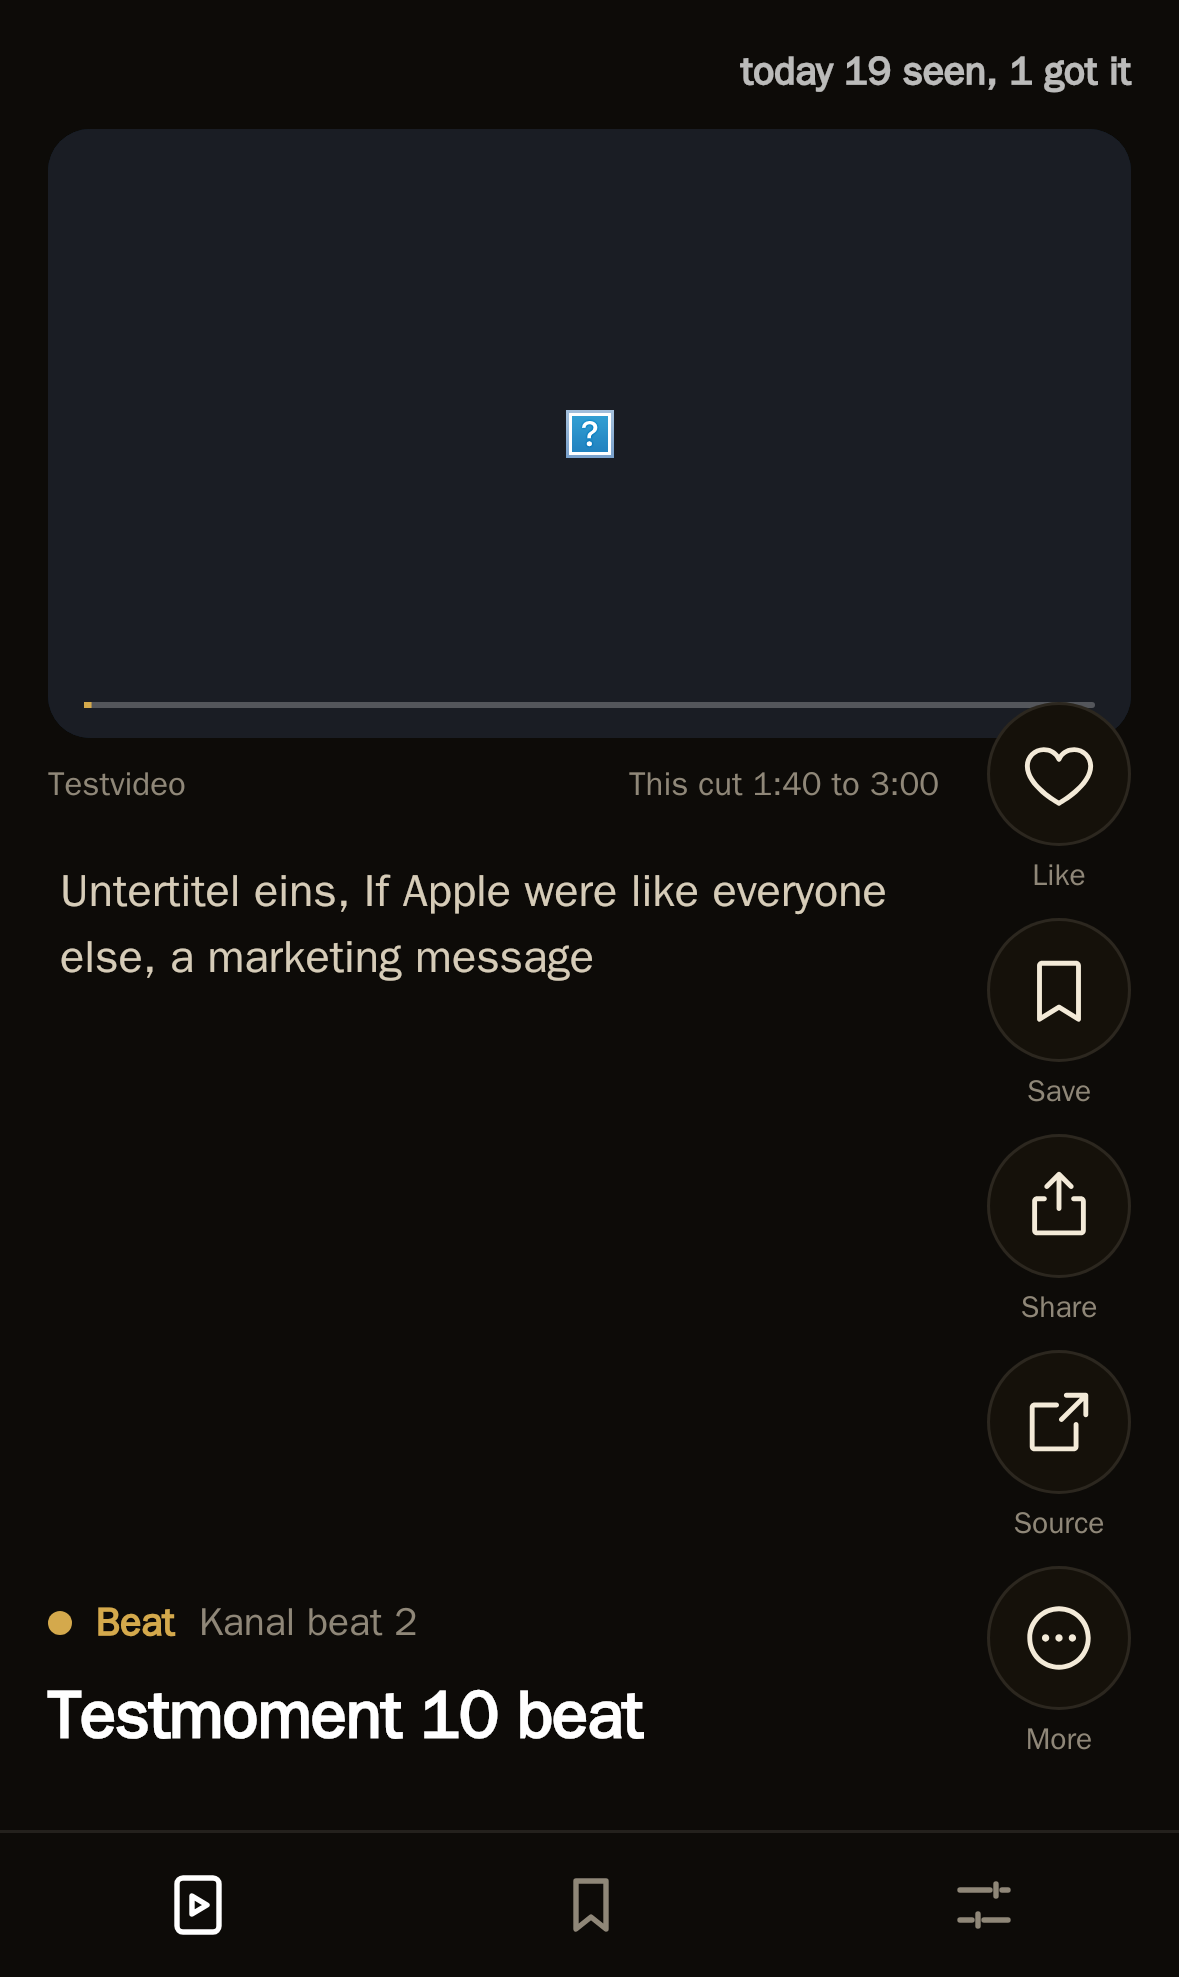 today 19 seen, 1 got it
?
Testvideo
This cut 1:40 to 3:00
Like
Untertitel eins, If Apple were like everyone
else, a marketing message
Save
Share
Source
Beat Kanal beat 2
Testmoment 10 beat
More